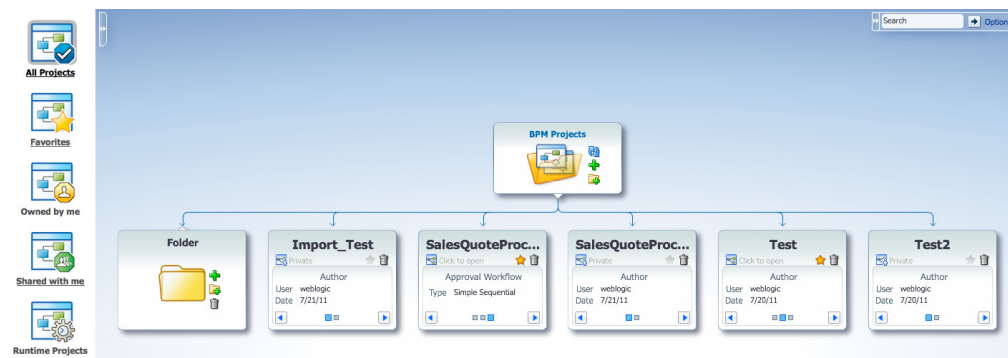 All Projects
Favorites
Owned by me
Shared with me
Runtime Projects
Search
Option
BPM Projects
Folder
Import_Test
Private
Author
User weblogic
Date 7/21/11
SalesQuoteProc...
Click to open
Approval Workflow
Type Simple Sequential
SalesQuoteProc...
Private
Author
User weblogic
Date 7/21/11
Test
Click to open
Author
User weblogic
Date 7/20/11
Test2
Private
Author
User weblogic
Date 7/20/11